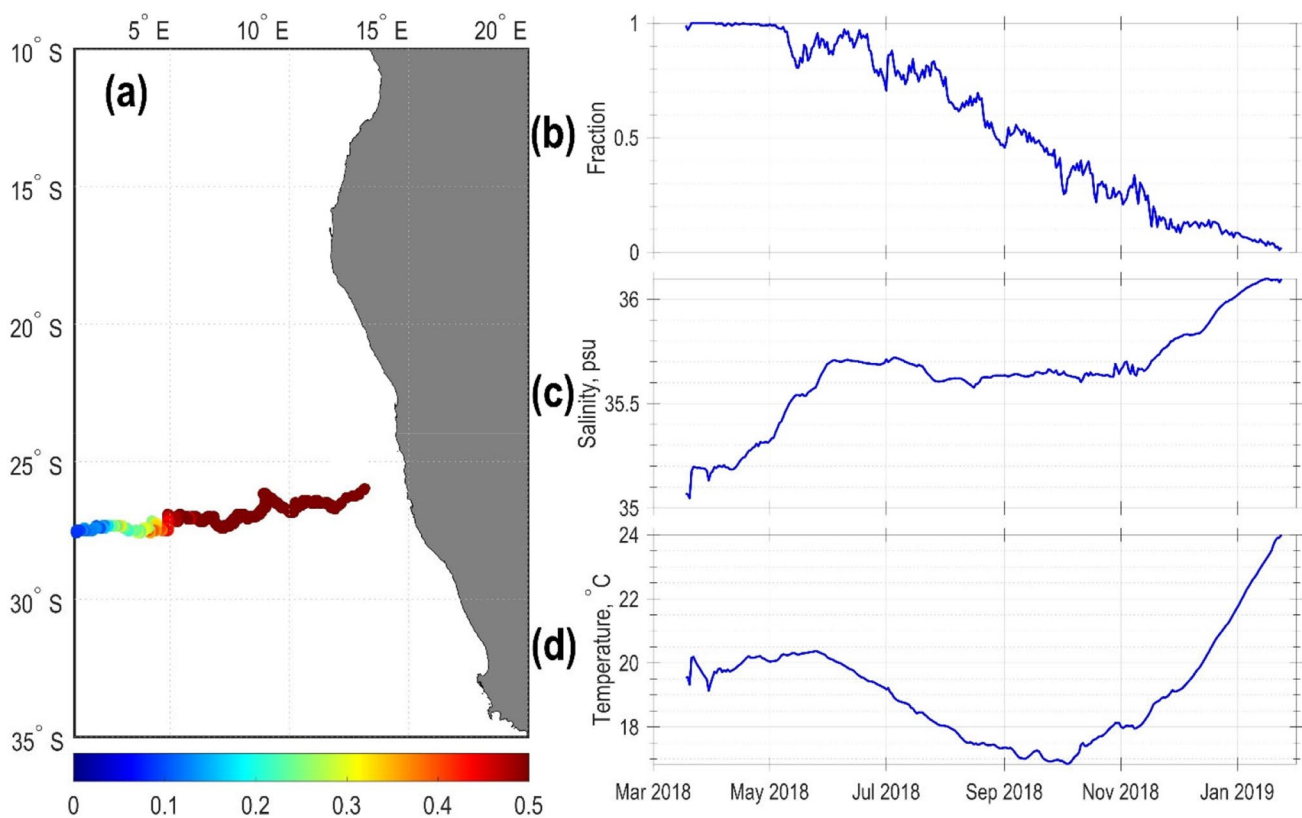 5° E 10° E 15° E 20° E
10° S
15° S
20° S
25° S
30° S
35° S
(a)
0 0.1 0.2 0.3 0.4 0.5
(b)
Fraction
1
0.5
0
(c)
Salinity, psu
36
35.5
35
(d)
Temperature, °C
24
22
20
18
Mar 2018 May 2018 Jul 2018 Sep 2018 Nov 2018 Jan 2019